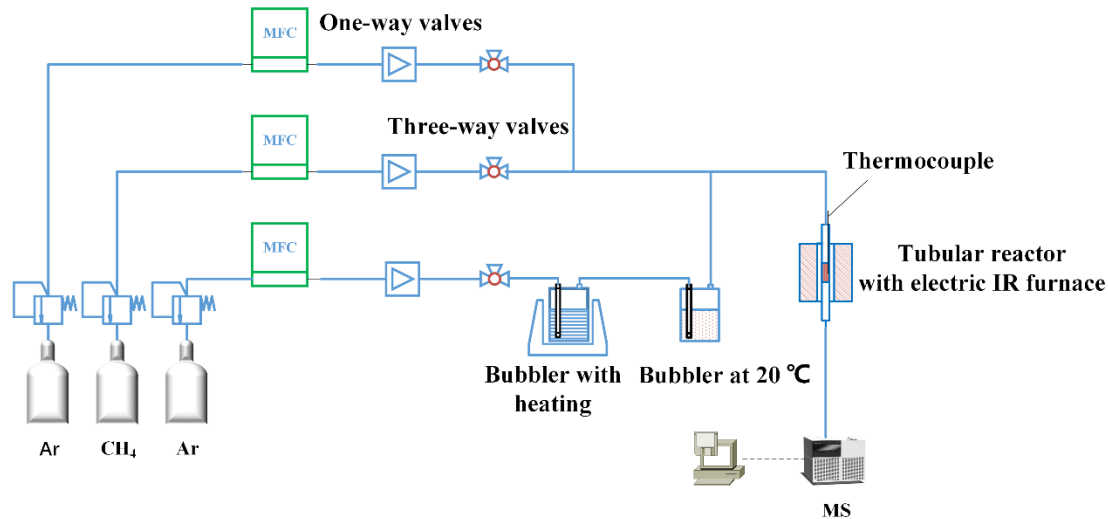 MFC
One-way valves
MFC
Three-way valves
Thermocouple
MFC
Tubular reactor
with electric IR furnace
Bubbler with
heating
Bubbler at 20 ℃
Ar
CH₄
Ar
MS